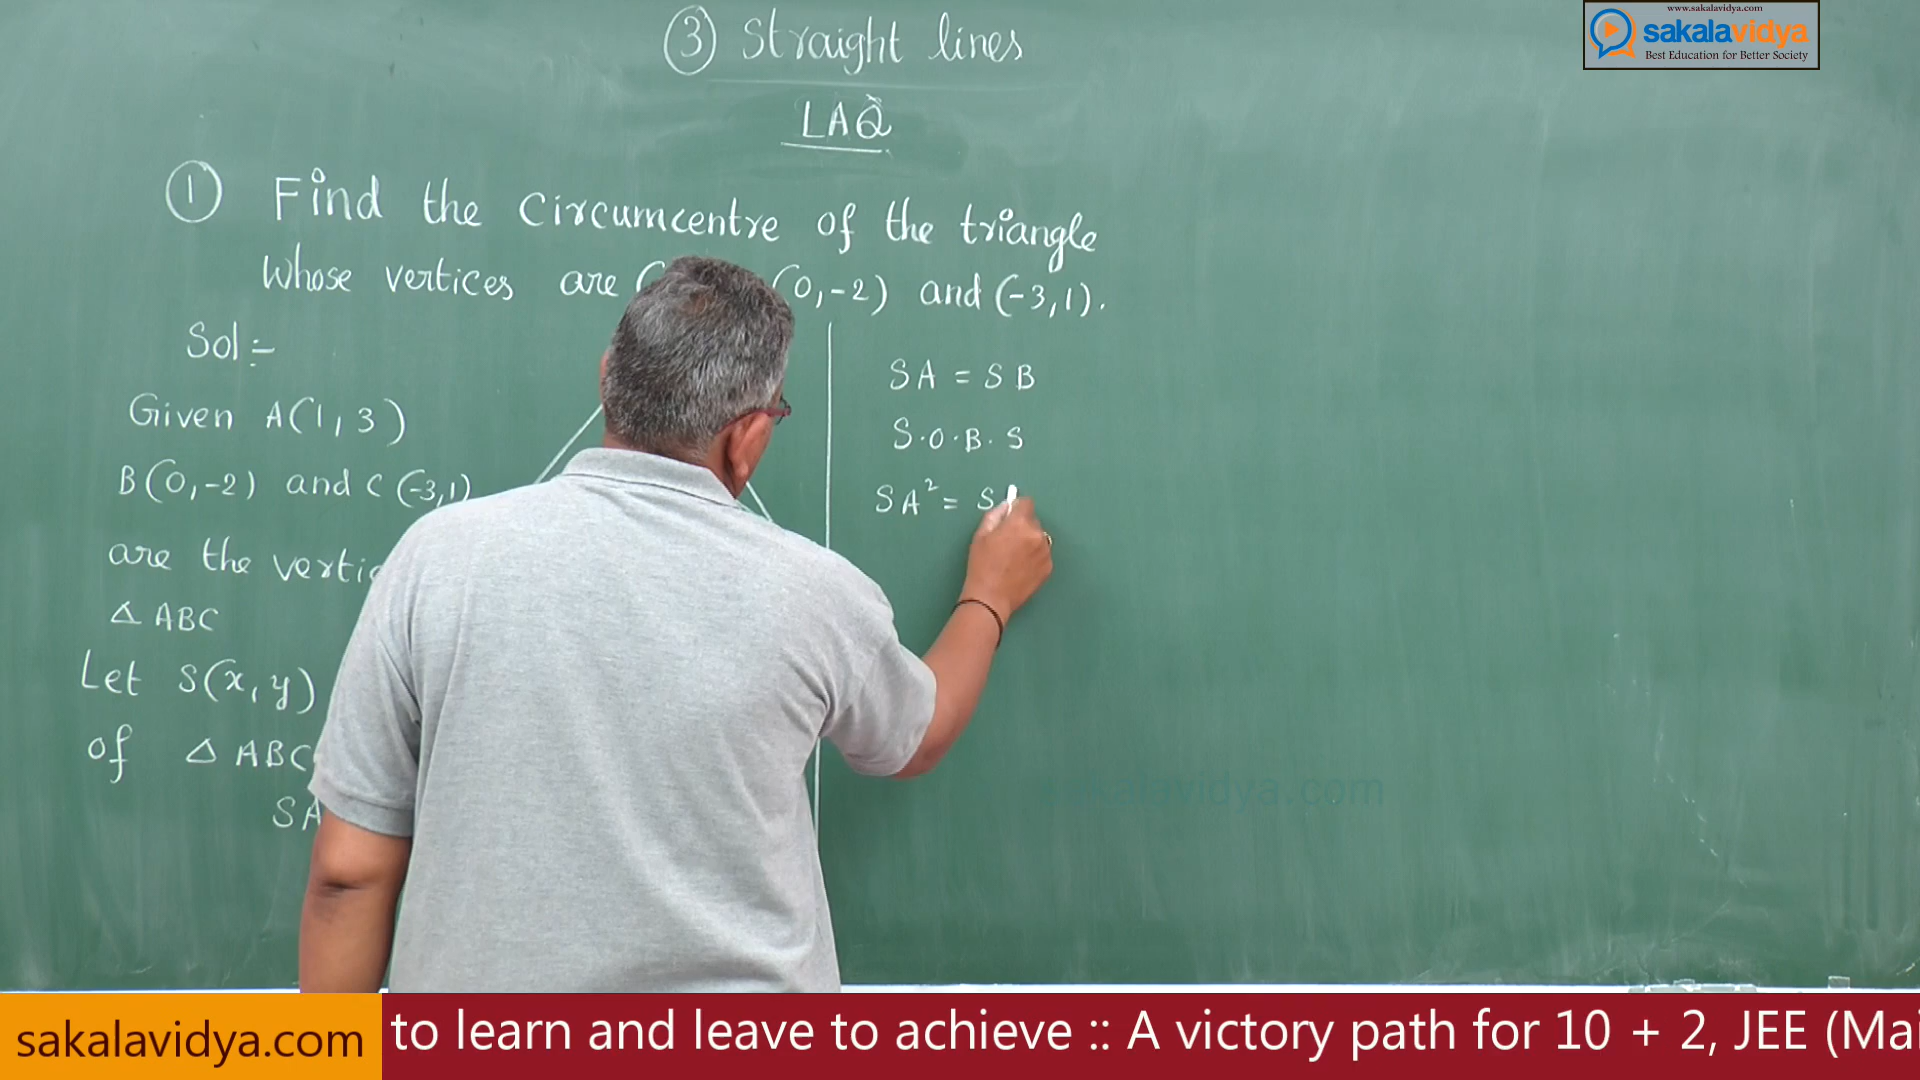 ③ Straight lines
LAQ
① Find the circumcentre of the triangle
whose vertices are ( (0,-2) and (-3,1).
Sol :-
Given A(1,3)
B(0,-2) and C(-3,1)
are the
△ ABC
Let S(x,y)
of △ ABC
SA
SA = SB
S.O.B.S
SA² = S
www.sakalavidya.com
sakalavidya
Best Education for Better Society
sakalavidya.com
sakalavidya.com
to learn and leave to achieve :: A victory path for 10 + 2, JEE (Mai